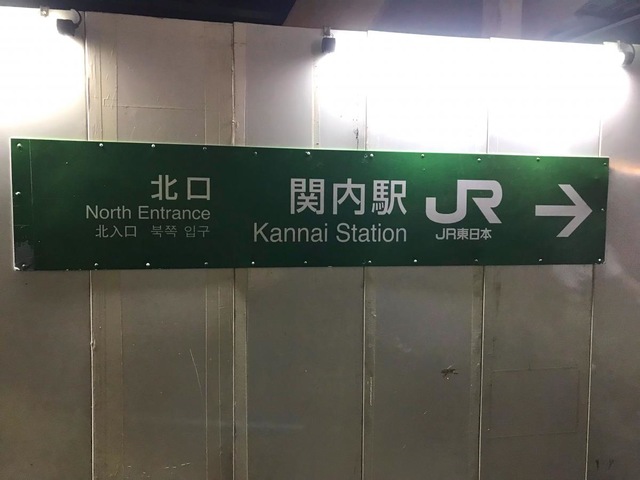 北口
North Entrance
北入口 북쪽 입구
関内駅
Kannai Station
JR
JR東日本